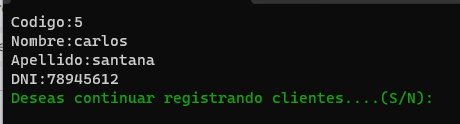 Codigo:5
Nombre:carlos
Apellido:santana
DNI:78945612
Deseas continuar registrando clientes....(S/N):